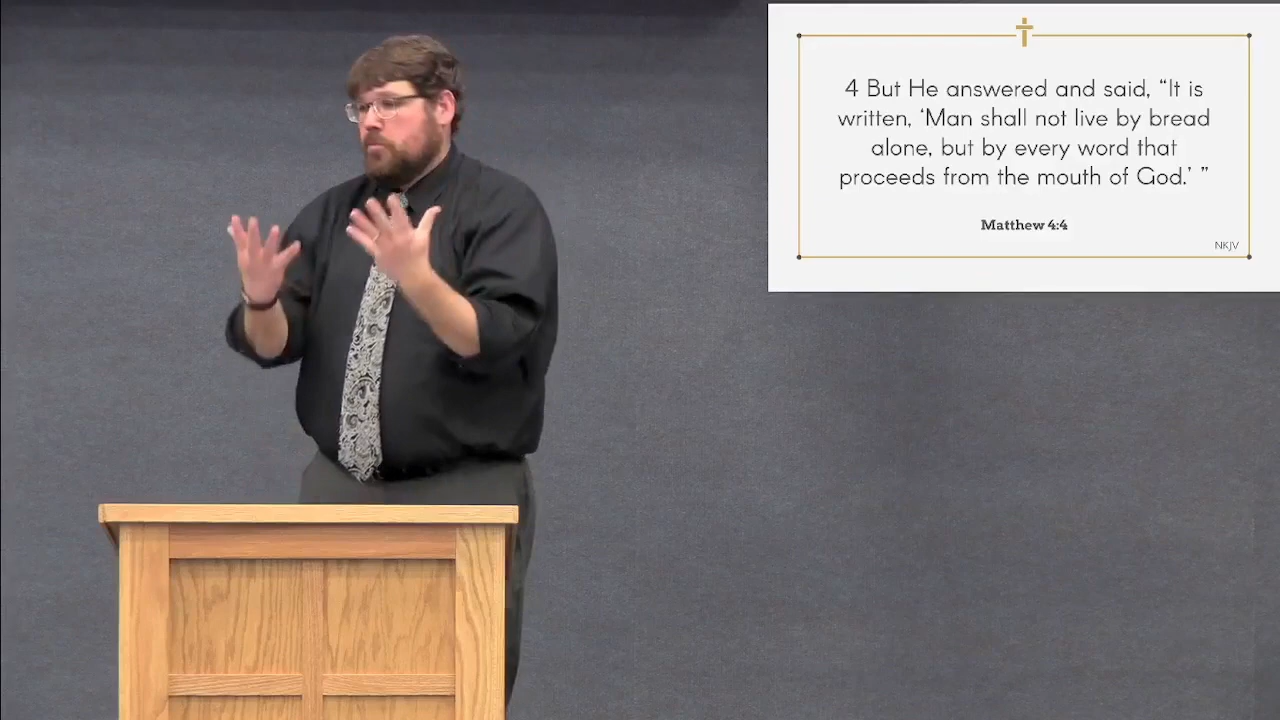 4 But He answered and said, “It is
written, ‘Man shall not live by bread
alone, but by every word that
proceeds from the mouth of God.’ ”
Matthew 4:4
NKJV